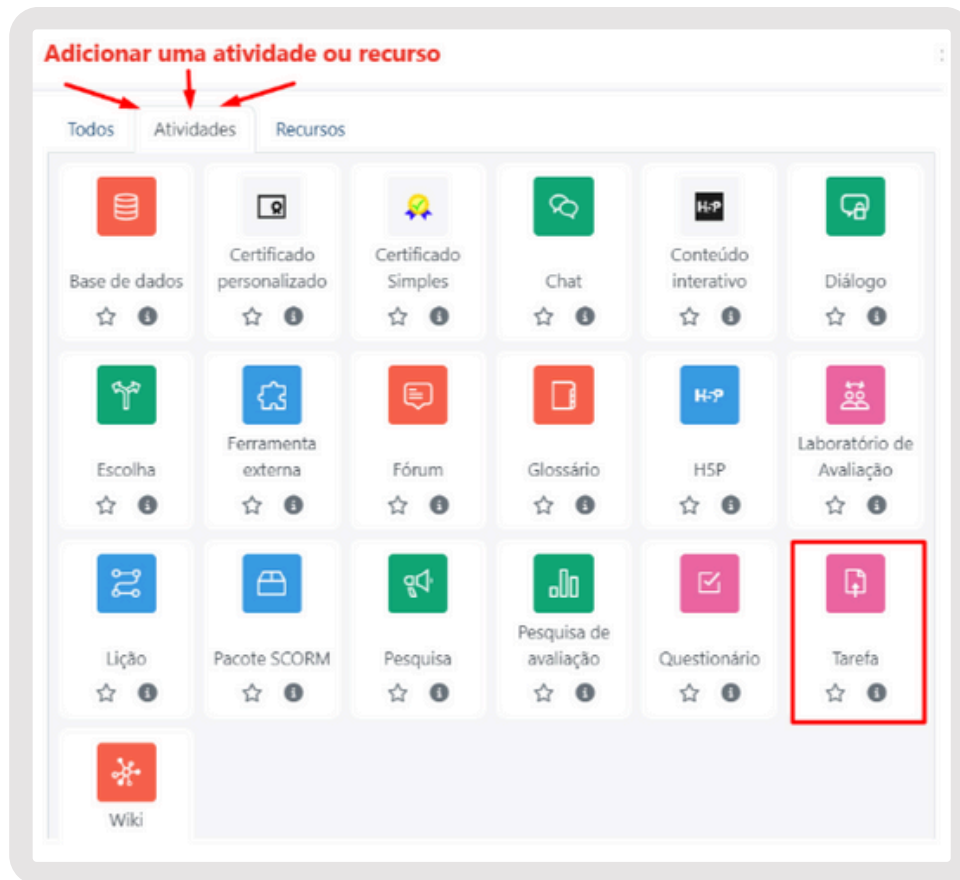 Adicionar uma atividade ou recurso
Todos Atividades Recursos
Base de dados
Certificado
personalizado
Certificado
Simples
Chat
H-P
Conteúdo
interativo
Diálogo
Escolha
Ferramenta
externa
Fórum
Glossário
H-P
H5P
Laboratório de
Avaliação
Lição
Pacote SCORM
Pesquisa
Pesquisa de
avaliação
Questionário
Tarefa
Wiki